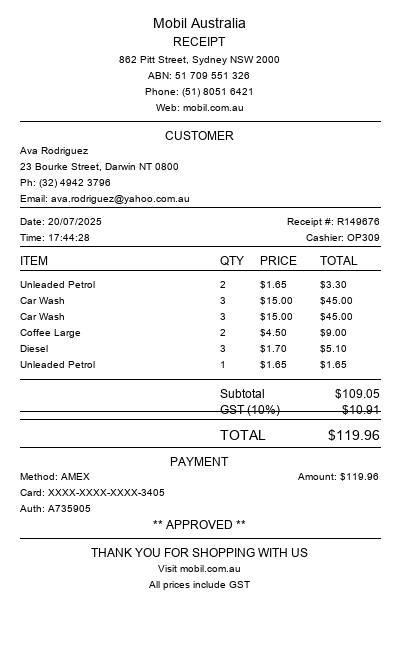 Mobil Australia
RECEIPT
862 Pitt Street, Sydney NSW 2000
ABN: 51 709 551 326
Phone: (51) 8051 6421
Web: mobil.com.au
CUSTOMER
Ava Rodriguez
23 Bourke Street, Darwin NT 0800
Ph: (32) 4942 3796
Email: ava.rodriguez@yahoo.com.au
Date: 20/07/2025 Receipt #: R149676
Time: 17:44:28 Cashier: OP309
ITEM QTY PRICE TOTAL
Unleaded Petrol 2 $1.65 $3.30
Car Wash 3 $15.00 $45.00
Car Wash 3 $15.00 $45.00
Coffee Large 2 $4.50 $9.00
Diesel 3 $1.70 $5.10
Unleaded Petrol 1 $1.65 $1.65
Subtotal $109.05
GST (10%) $10.91
TOTAL $119.96
PAYMENT
Method: AMEX Amount: $119.96
Card: XXXX-XXXX-XXXX-3405
Auth: A735905
** APPROVED **
THANK YOU FOR SHOPPING WITH US
Visit mobil.com.au
All prices include GST